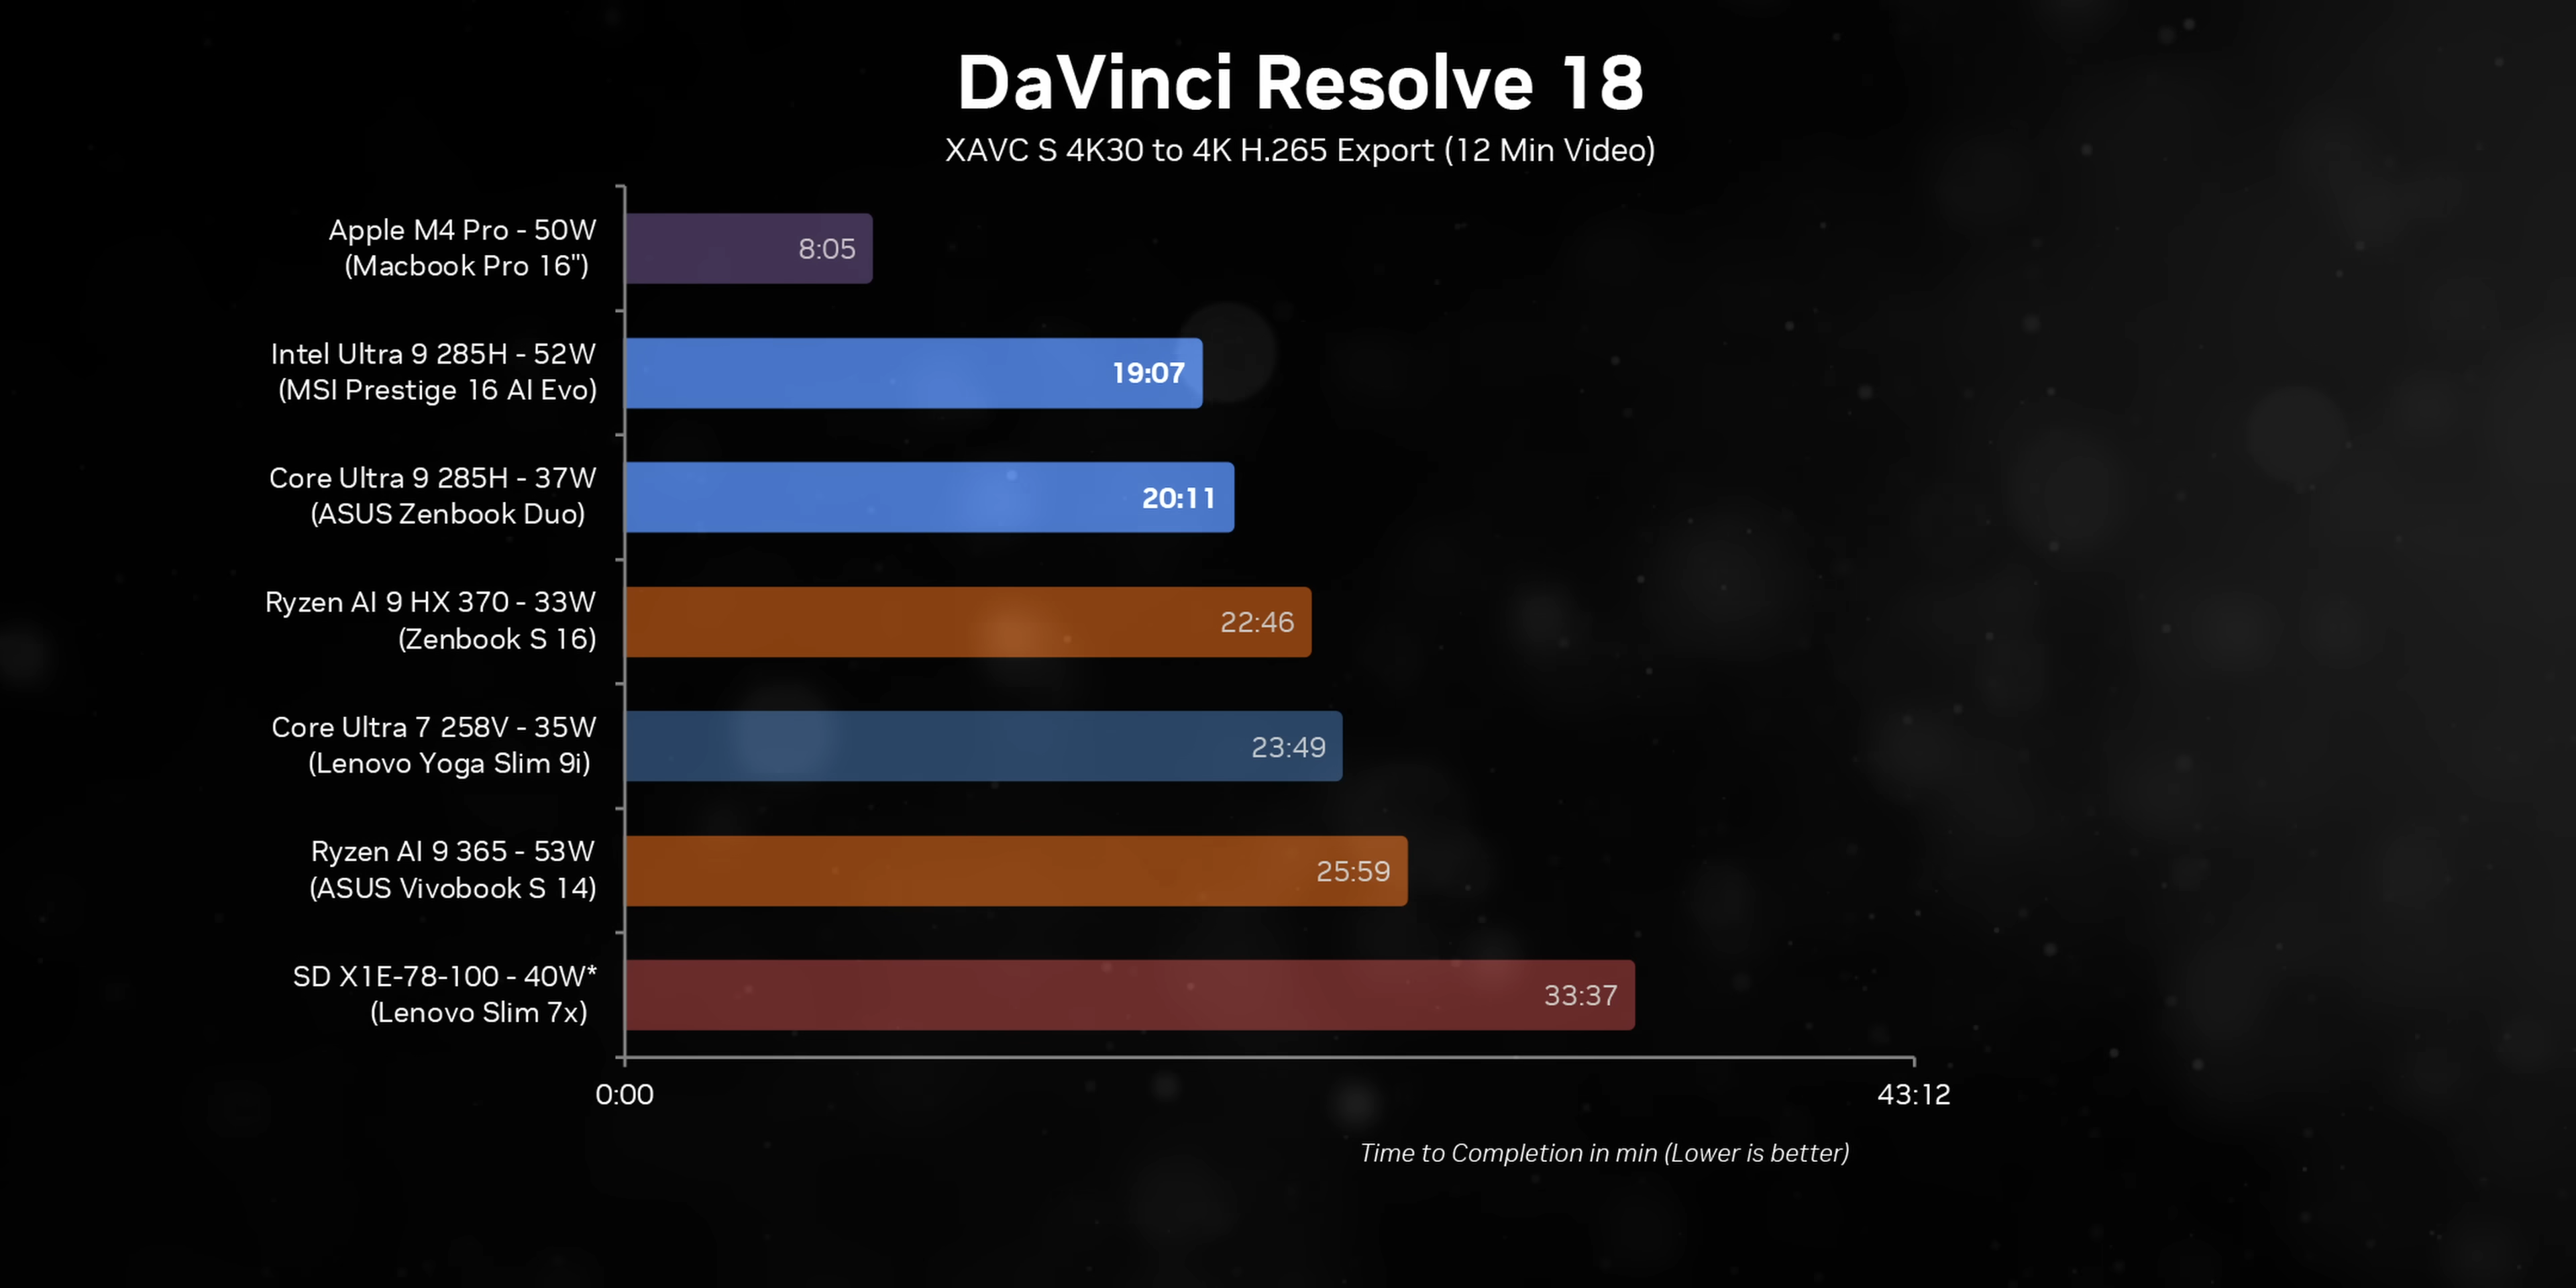 DaVinci Resolve 18
XAVC S 4K30 to 4K H.265 Export (12 Min Video)
Apple M4 Pro - 50W
(Macbook Pro 16")
8:05
Intel Ultra 9 285H - 52W
(MSI Prestige 16 AI Evo)
19:07
Core Ultra 9 285H - 37W
(ASUS Zenbook Duo)
20:11
Ryzen AI 9 HX 370 - 33W
(Zenbook S 16)
22:46
Core Ultra 7 258V - 35W
(Lenovo Yoga Slim 9i)
23:49
Ryzen AI 9 365 - 53W
(ASUS Vivobook S 14)
25:59
SD X1E-78-100 - 40W*
(Lenovo Slim 7x)
33:37
0:00
43:12
Time to Completion in min (Lower is better)